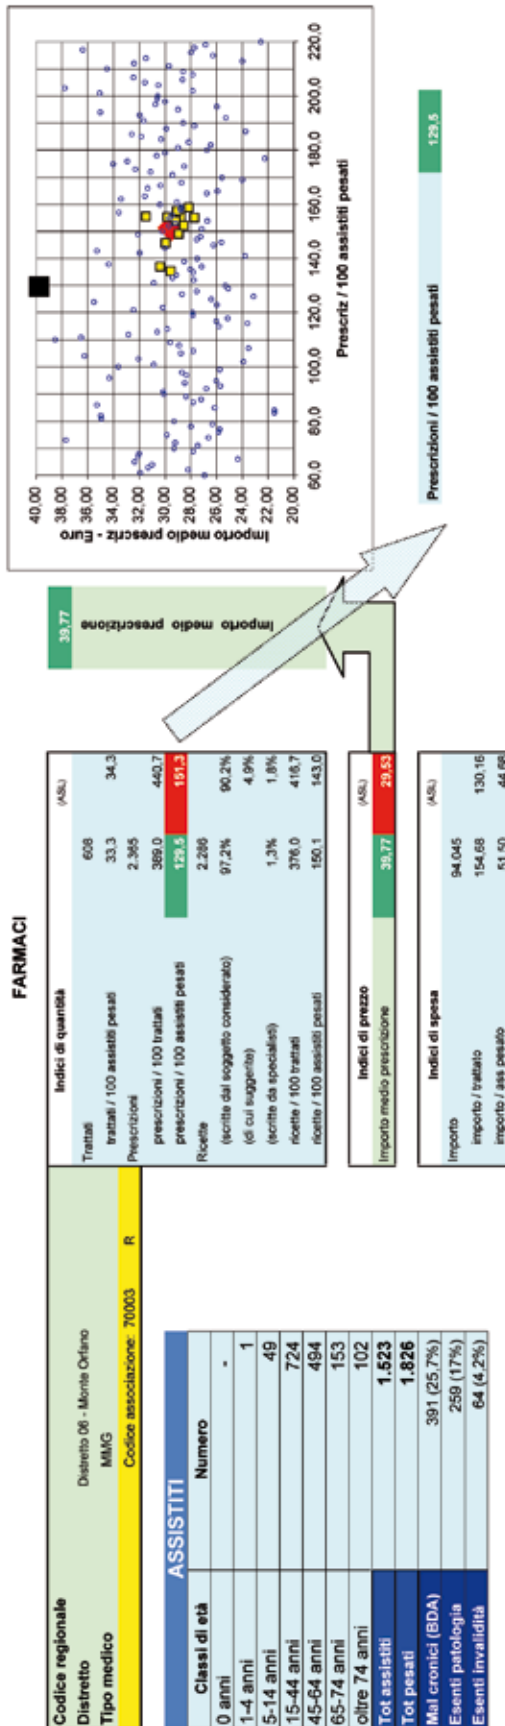 FARMACI
Codice regionale
Distretto Distretto 06 - Monte Orfano
Tipo medico MMG
Codice associazione: 70003 R
ASSISTITI
Classi di età Numero
0 anni -
1-4 anni 1
5-14 anni 49
15-44 anni 724
45-64 anni 494
65-74 anni 153
oltre 74 anni 102
Tot assistiti 1.523
Tot pesati 1.826
Mal cronici (BDA) 391 (25,7%)
Esenti patologia 259 (17%)
Esenti invalidità 64 (4,2%)
Indici di quantità (ASL)
Trattati 608
trattati / 100 assistiti pesati 33,3 34,3
Prescrizioni 2.365
prescrizioni / 100 trattati 389,0 440,7
prescrizioni / 100 assistiti pesati 129,5 151,3
Ricette 2.286
(scritte dal soggetto considerato) 97,2% 90,2%
(di cui suggerite) 4,9%
(scritte da specialisti) 1,3% 1,8%
ricette / 100 trattati 376,0 416,7
ricette / 100 assistiti pesati 150,1 143,0
Indici di prezzo (ASL)
Importo medio prescrizione 39,77 29,53
Indici di spesa (ASL)
Importo 94.045
importo / trattato 154,68 130,16
importo / ass pesato 51,50 44,68
39,77
Importo medio prescrizione
Importo medio prescriz - Euro
40,00
38,00
36,00
34,00
32,00
30,00
28,00
26,00
24,00
22,00
20,00
60,0 80,0 100,0 120,0 140,0 160,0 180,0 200,0 220,0
Prescriz / 100 assistiti pesati
Prescrizioni / 100 assistiti pesati 129,5